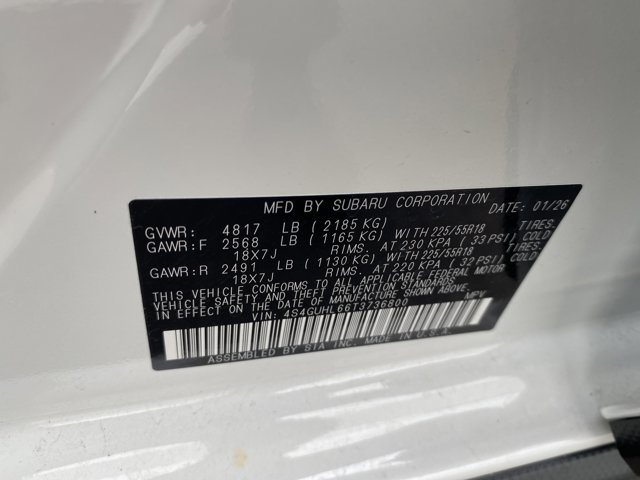 MFD BY SUBARU CORPORATION DATE: 01/26
GVWR: 4817 LB (2185 KG)
GAWR:F 2568 LB (1165 KG) WITH 225/55R18 TIRES.
18X7J RIMS. AT 230 KPA (33 PSI) COLD
GAWR:R 2491 LB (1130 KG) WITH 225/55R18 TIRES.
18X7J RIMS. AT 220 KPA (32 PSI) COLD
THIS VEHICLE CONFORMS TO ALL APPLICABLE FEDERAL MOTOR
VEHICLE SAFETY AND THEFT PREVENTION STANDARDS
IN EFFECT ON THE DATE OF MANUFACTURE SHOWN ABOVE.
VIN: 4S4GUHL66T3736800 MPV
ASSEMBLED BY SIA INC. MADE IN U.S.A.